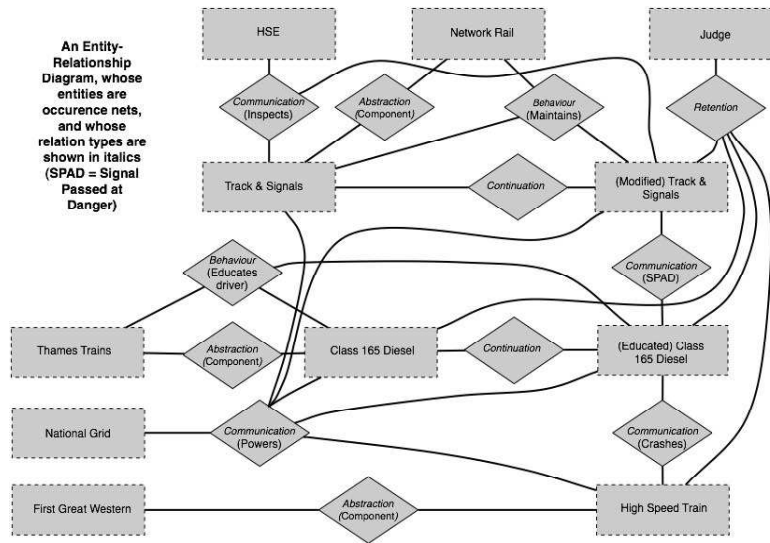 An Entity-
Relationship
Diagram, whose
entities are
occurence nets,
and whose
relation types are
shown in italics
(SPAD = Signal
Passed at
Danger)
HSE
Network Rail
Judge
Communication
(Inspects)
Abstraction
(Component)
Behaviour
(Maintains)
Retention
Track & Signals
Continuation
(Modified) Track &
Signals
Behaviour
(Educates
driver)
Communication
(SPAD)
Thames Trains
Abstraction
(Component)
Class 165 Diesel
Continuation
(Educated) Class
165 Diesel
National Grid
Communication
(Powers)
Communication
(Crashes)
First Great Western
Abstraction
(Component)
High Speed Train